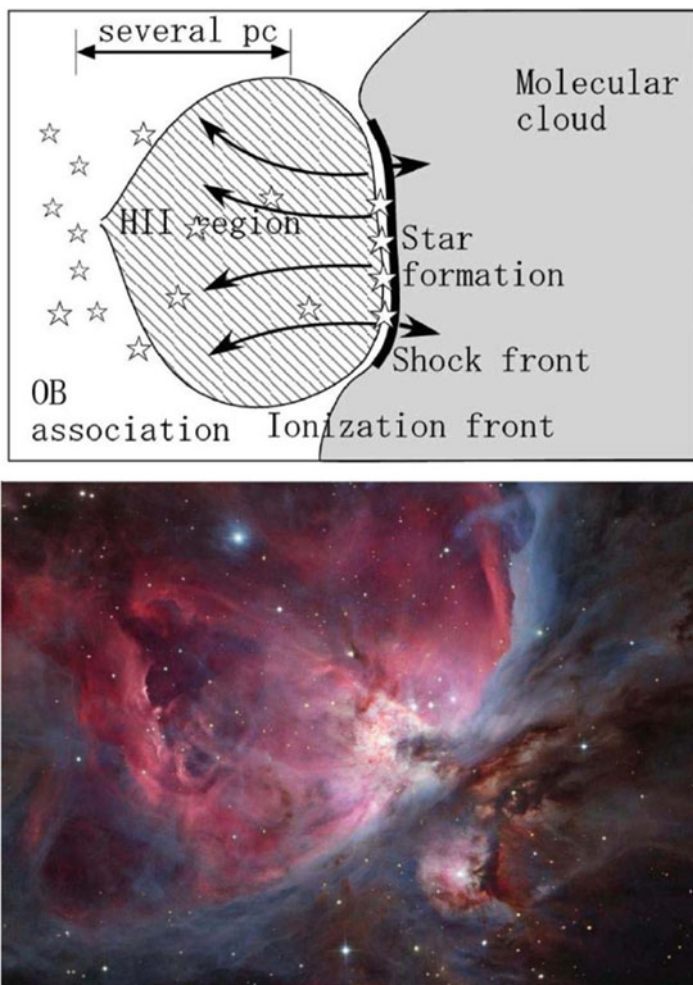 several pc
Molecular
cloud
HII region
Star
formation
Shock front
OB
association
Ionization front